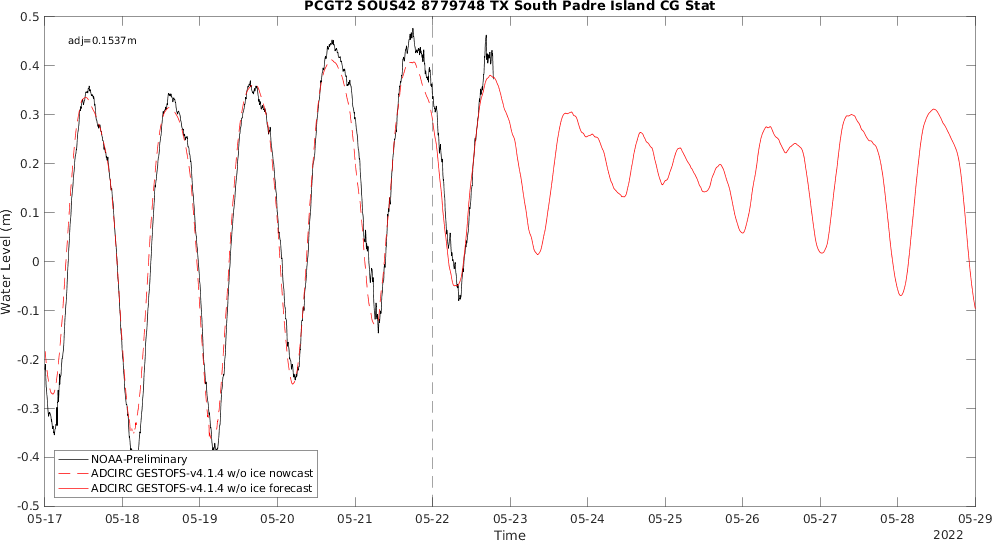 PCGT2 SOUS42 8779748 TX South Padre Island CG Stat
adj=0.1537m
0.5
0.4
0.3
0.2
0.1
0
-0.1
-0.2
-0.3
-0.4
-0.5
Water Level (m)
NOAA-Preliminary
ADCIRC GESTOFS-v4.1.4 w/o ice nowcast
ADCIRC GESTOFS-v4.1.4 w/o ice forecast
05-17 05-18 05-19 05-20 05-21 05-22 05-23 05-24 05-25 05-26 05-27 05-28 05-29
Time
2022